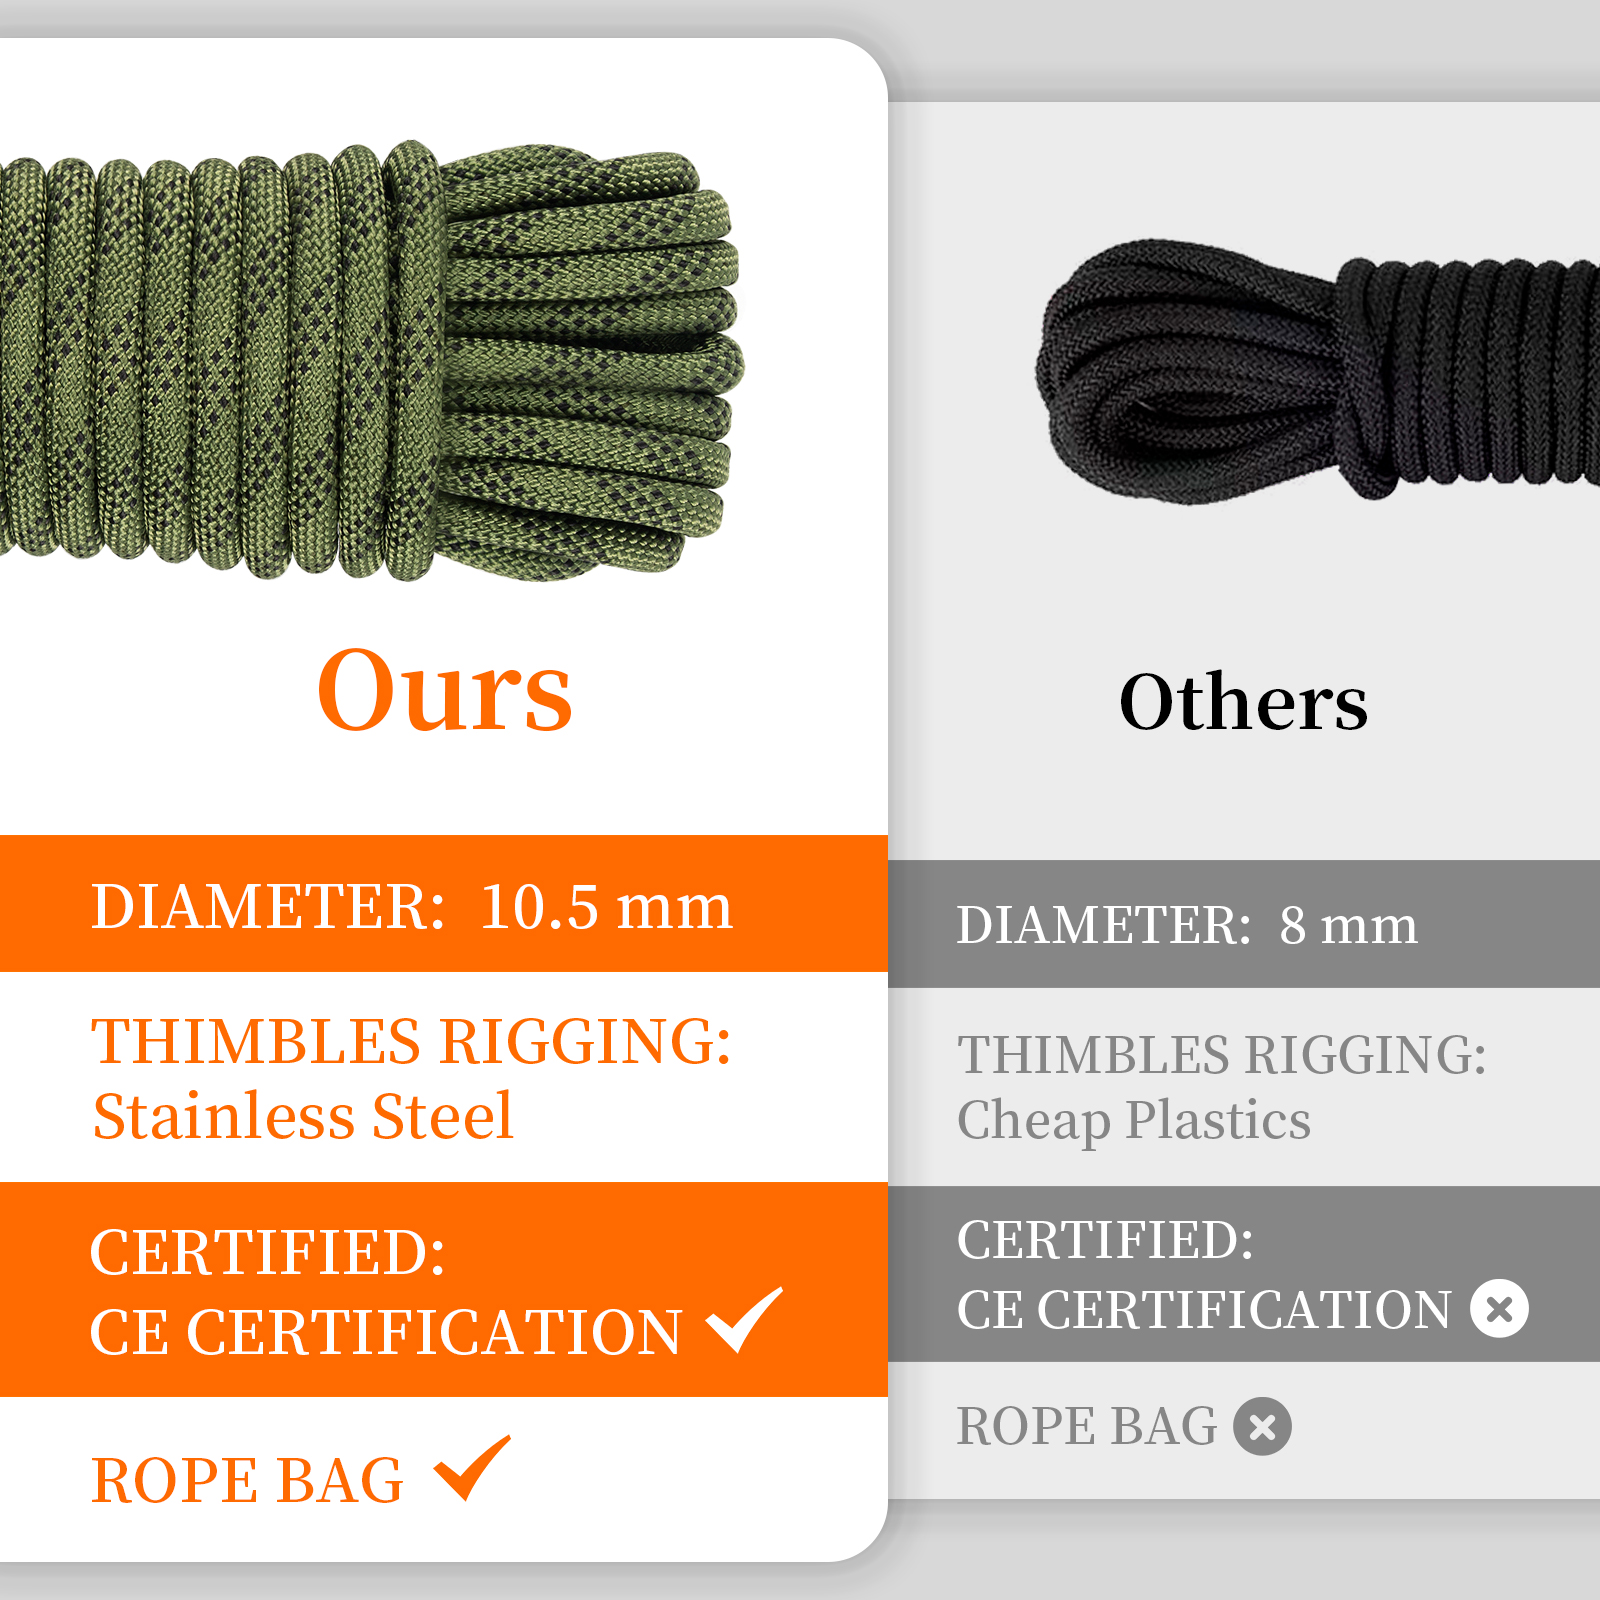 Ours
DIAMETER: 10.5 mm
THIMBLES RIGGING:
Stainless Steel
CERTIFIED:
CE CERTIFICATION
ROPE BAG
Others
DIAMETER: 8 mm
THIMBLES RIGGING:
Cheap Plastics
CERTIFIED:
CE CERTIFICATION
ROPE BAG